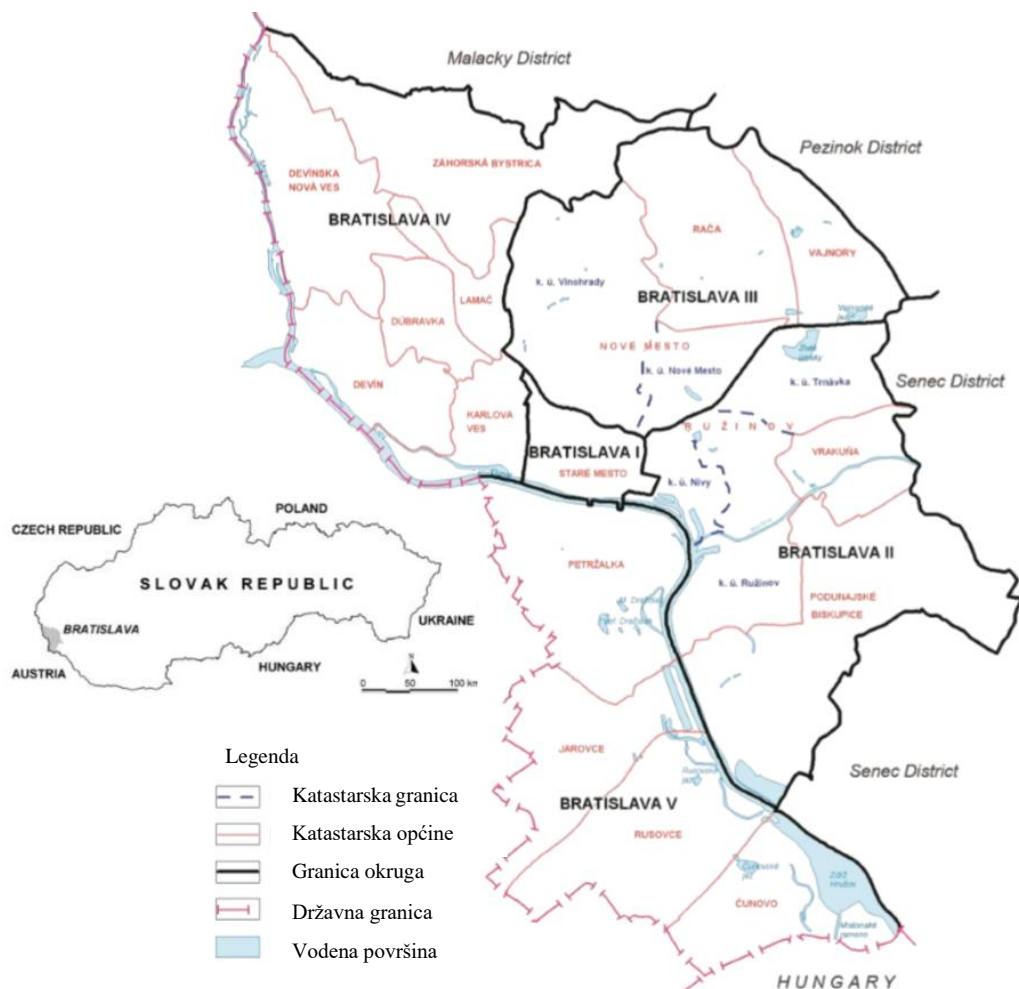 Malacky District
Pezinok District
ZÁHORSKÁ BYSTRICA
DEVÍNSKA
NOVÁ VES
BRATISLAVA IV
RAČA
VAJNORY
k. ú. Vinohrady
LAMAČ
BRATISLAVA III
DÚBRAVKA
NOVÉ MESTO
k. ú. Nové Mesto
k. ú. Trnávka
Senec District
DEVÍN
KARLOVA
VES
RUŽINOV
BRATISLAVA I
STARÉ MESTO
VRAKUŇA
k. ú. Nivy
BRATISLAVA II
PETRŽALKA
k. ú. Ružinov
PODUNAJSKÉ
BISKUPICE
CZECH REPUBLIC
POLAND
SLOVAK REPUBLIC
UKRAINE
BRATISLAVA
AUSTRIA
HUNGARY
N
0 50 100 km
JAROVCE
Senec District
BRATISLAVA V
RUSOVCE
ČUNOVO
HUNGARY
Legenda
Katastarska granica
Katastarska općine
Granica okruga
Državna granica
Vodena površina